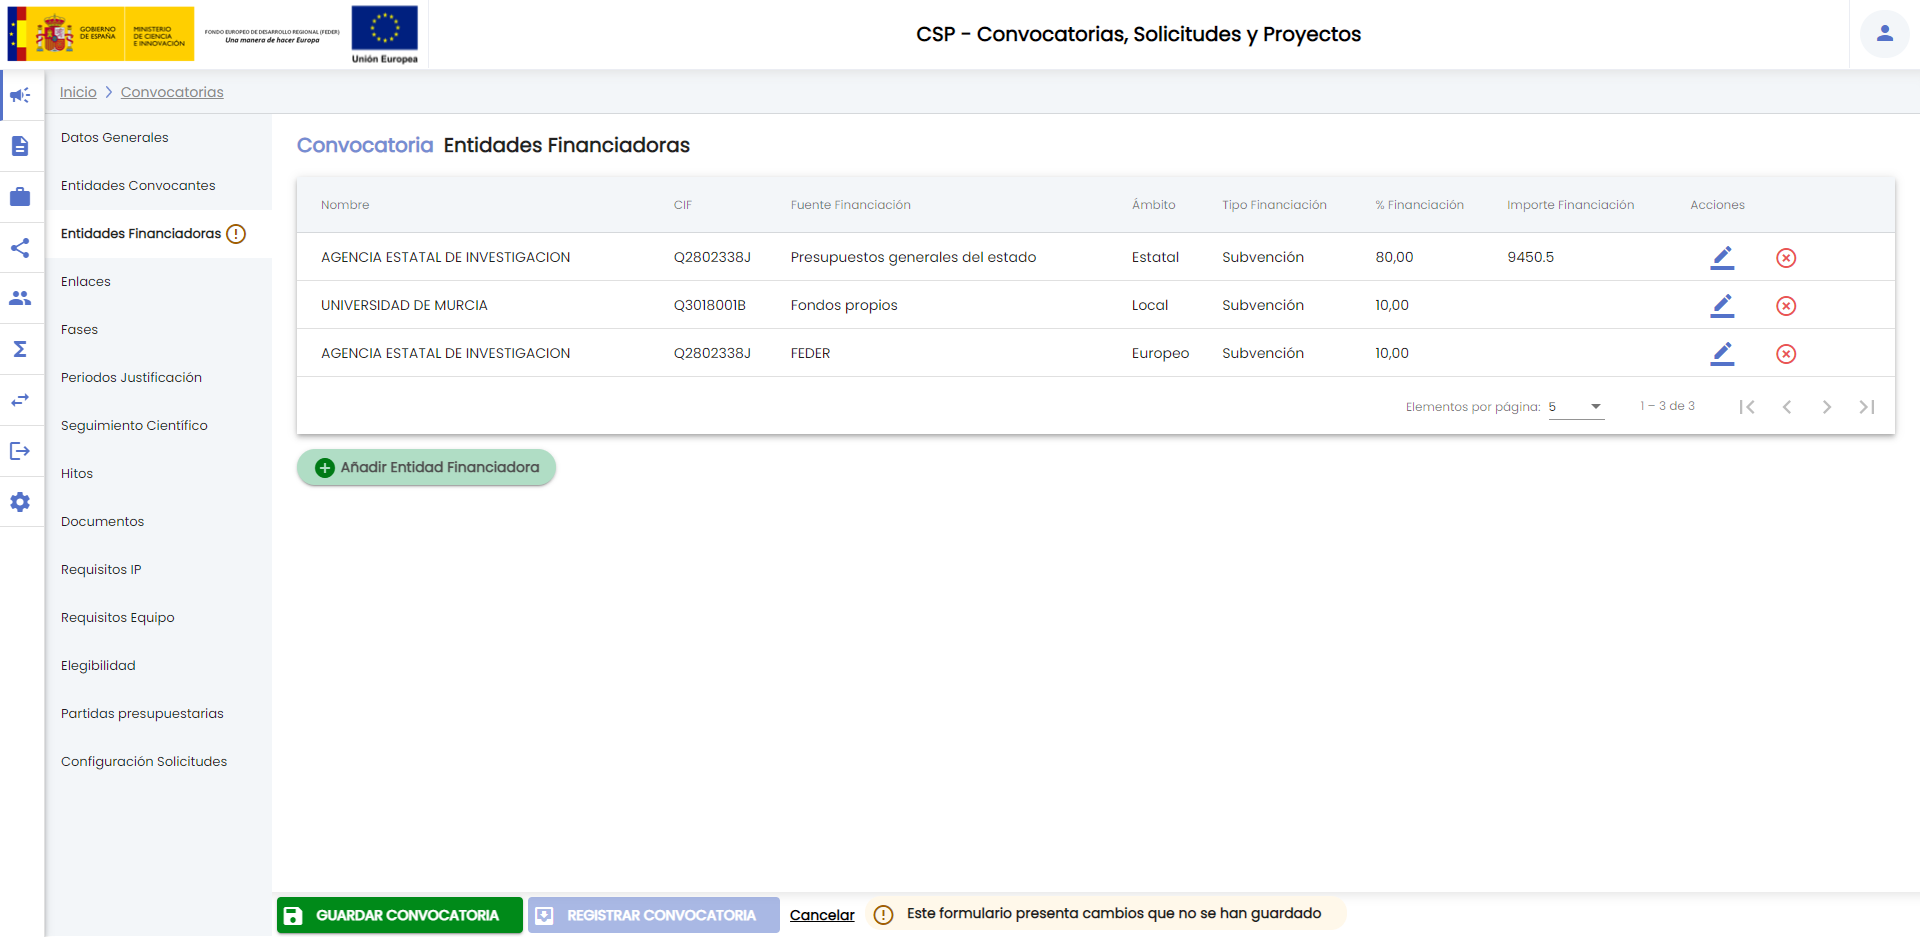 GOBIERNO DE ESPAÑA
MINISTERIO DE CIENCIA E INNOVACIÓN
FONDO EUROPEO DE DESARROLLO REGIONAL (FEDER)
Una manera de hacer Europa
Unión Europea
CSP - Convocatorias, Solicitudes y Proyectos
Inicio
Convocatorias
Datos Generales
Entidades Convocantes
Entidades Financiadoras
Enlaces
Fases
Periodos Justificación
Seguimiento Científico
Hitos
Documentos
Requisitos IP
Requisitos Equipo
Elegibilidad
Partidas presupuestarias
Configuración Solicitudes
Convocatoria Entidades Financiadoras
Nombre CIF Fuente Financiación Ámbito Tipo Financiación % Financiación Importe Financiación Acciones
AGENCIA ESTATAL DE INVESTIGACION Q2802338J Presupuestos generales del estado Estatal Subvención 80,00 9450.5
UNIVERSIDAD DE MURCIA Q3018001B Fondos propios Local Subvención 10,00
AGENCIA ESTATAL DE INVESTIGACION Q2802338J FEDER Europeo Subvención 10,00
Elementos por página: 5 1 – 3 de 3
Añadir Entidad Financiadora
GUARDAR CONVOCATORIA
REGISTRAR CONVOCATORIA
Cancelar
Este formulario presenta cambios que no se han guardado